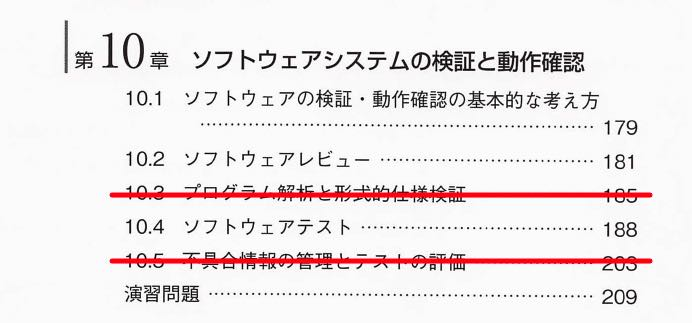 第10章 ソフトウェアシステムの検証と動作確認
10.1 ソフトウェアの検証・動作確認の基本的な考え方
…………………………………………………… 179
10.2 ソフトウェアレビュー …………………………… 181
10.3 プログラム解析と形式的仕様検証 185
10.4 ソフトウェアテスト ……………………………… 188
10.5 不具合情報の管理とテストの評価 203
演習問題 …………………………………………………… 209